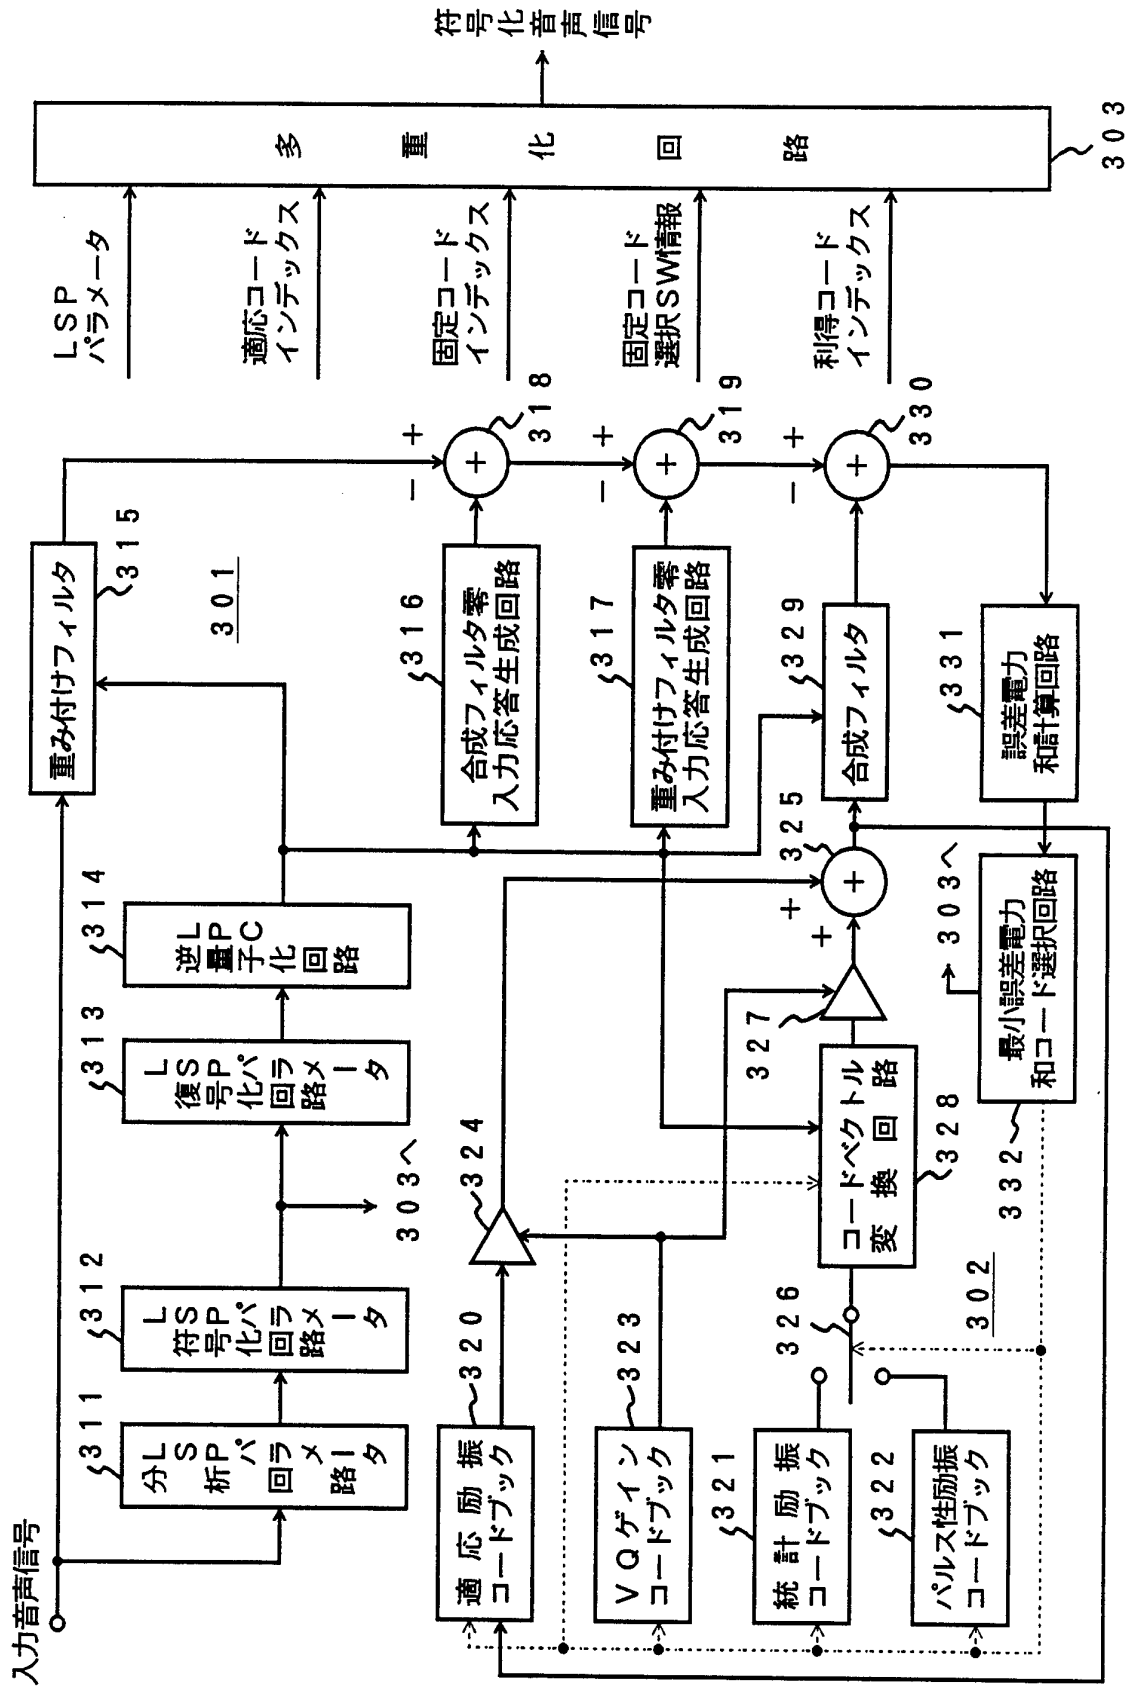 入力音声信号
分析回路
LSPパラメータ
311
符号化回路
LSPパラメータ
312
303へ
復号化回路
LSPパラメータ
313
逆量子化回路
LPC
314
重み付けフィルタ
315
301
合成フィルタ零
入力応答生成回路
316
重み付けフィルタ零
入力応答生成回路
317
+
−
+
318
+
−
+
319
+
−
+
330
適応励振
コードブック
320
324
VQゲイン
コードブック
323
統計励振
コードブック
321
パルス性励振
コードブック
322
326
302
コードベクトル
変換回路
328
327
+
+
+
325
合成フィルタ
329
誤差電力
和計算回路
331
最小誤差電力
和コード選択回路
332
303へ
LSP
パラメータ
適応コード
インデックス
固定コード
インデックス
固定コード
選択SW情報
利得コード
インデックス
多重化回路
303
符号化音声信号